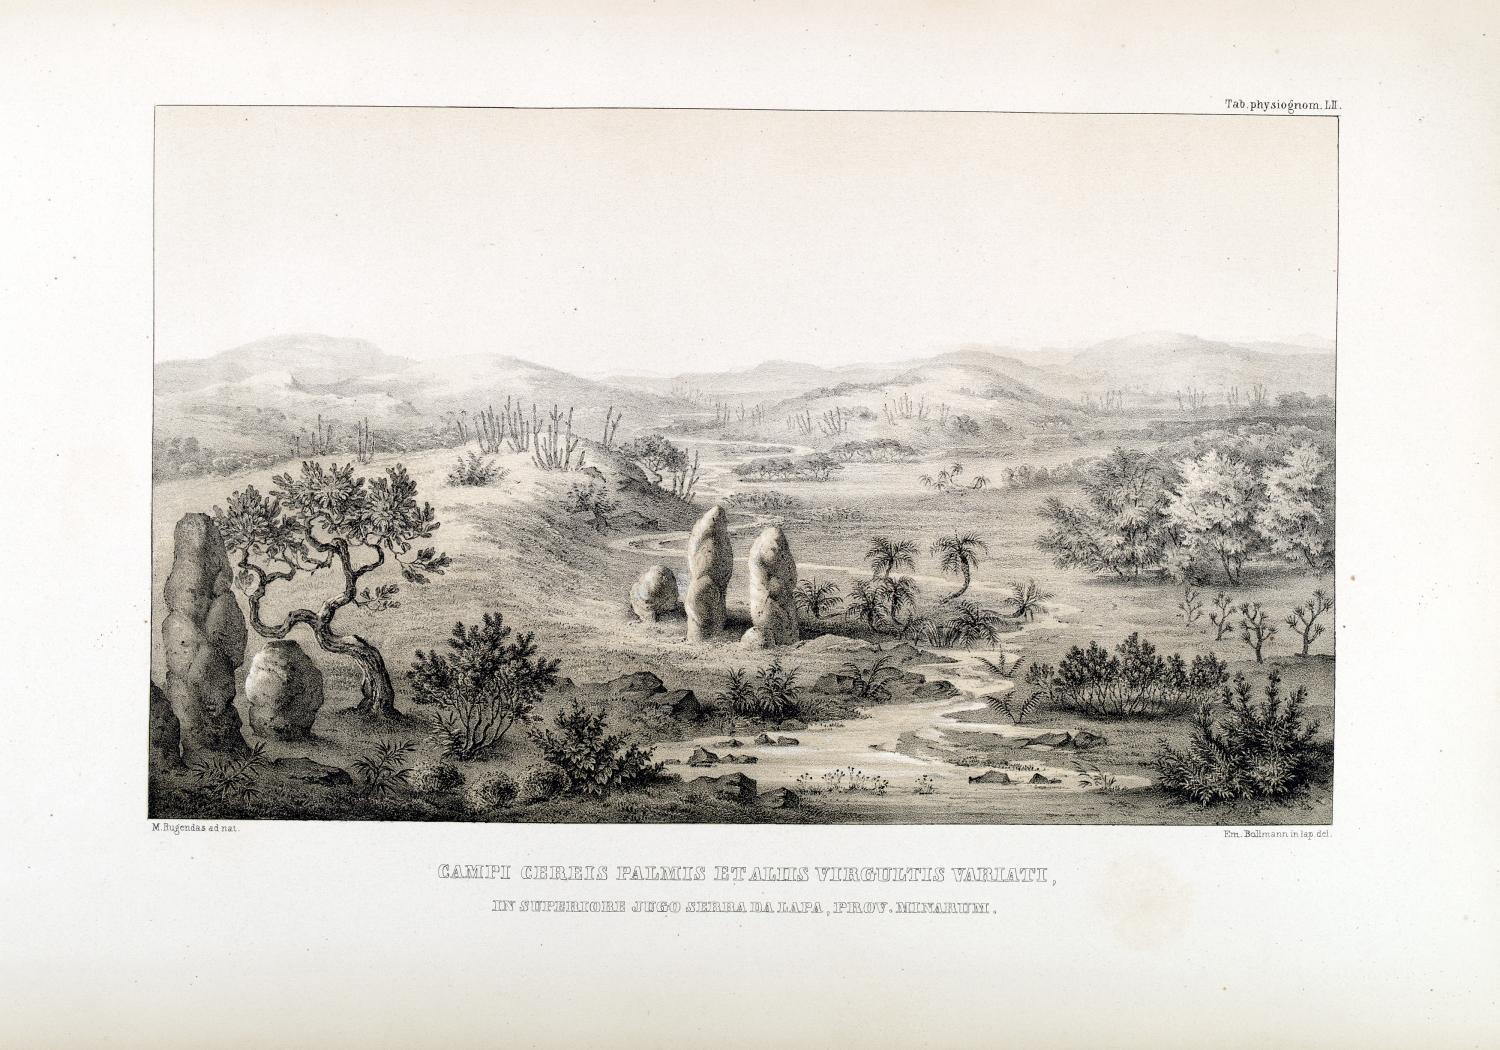 Tab. physiognom. LII.
M. Rugendas ad nat.
Em. Bollmann in lap. del.
CAMPI CEREIS PALMIS ET ALIIS VIRGULTIS VARIATI,
IN SUPERIORE JUGO SERRA DA LAPA, PROV. MINARUM.